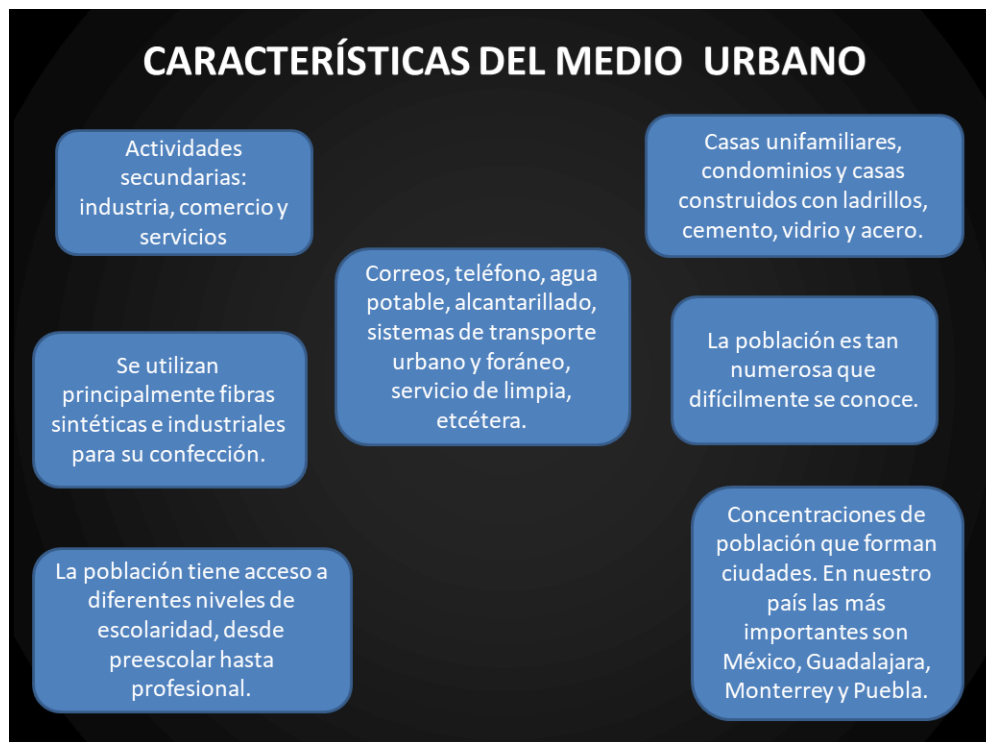 CARACTERÍSTICAS DEL MEDIO URBANO
Actividades
secundarias:
industria, comercio y
servicios
Casas unifamiliares,
condominios y casas
construidos con ladrillos,
cemento, vidrio y acero.
Correos, teléfono, agua
potable, alcantarillado,
sistemas de transporte
urbano y foráneo,
servicio de limpia,
etcétera.
La población es tan
numerosa que
difícilmente se conoce.
Se utilizan
principalmente fibras
sintéticas e industriales
para su confección.
Concentraciones de
población que forman
ciudades. En nuestro
país las más
importantes son
México, Guadalajara,
Monterrey y Puebla.
La población tiene acceso a
diferentes niveles de
escolaridad, desde
preescolar hasta
profesional.